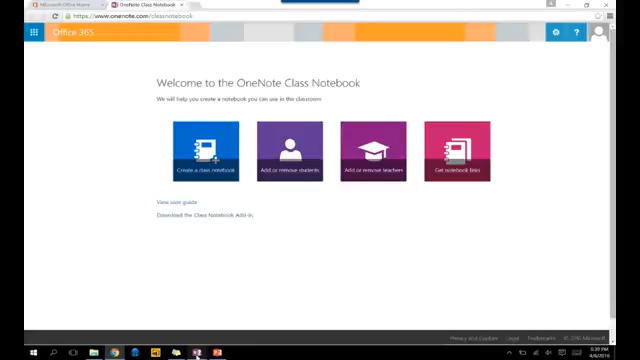 Microsoft Office Home
OneNote Class Notebook
https://www.onenote.com/classnotebook
Office 365
?
Welcome to the OneNote Class Notebook
We will help you create a notebook you can use in the classroom
Create a class notebook
Add or remove students
Add or remove teachers
Get notebook links
View user guide
Download the Class Notebook Add-in
Privacy and Cookies Legal Trademarks © 2016 Microsoft
4/6/2016